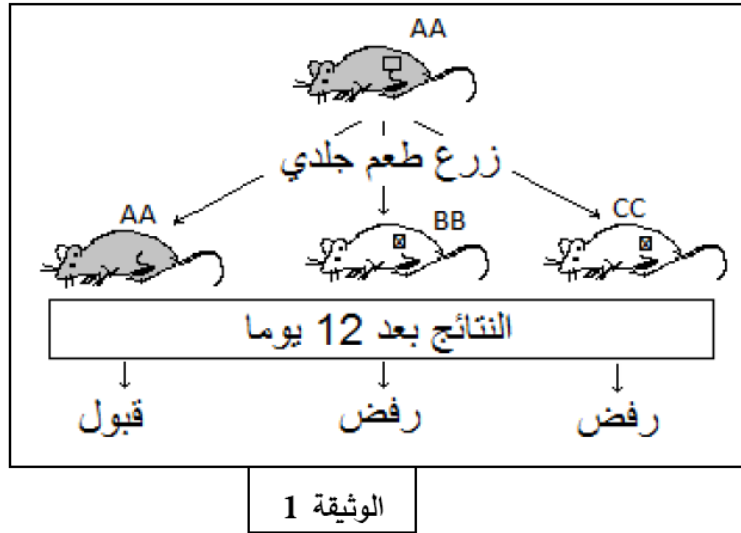 AA
زرع طعم جلدي
AA BB CC
النتائج بعد 12 يوما
قبول رفض رفض
الوثيقة 1